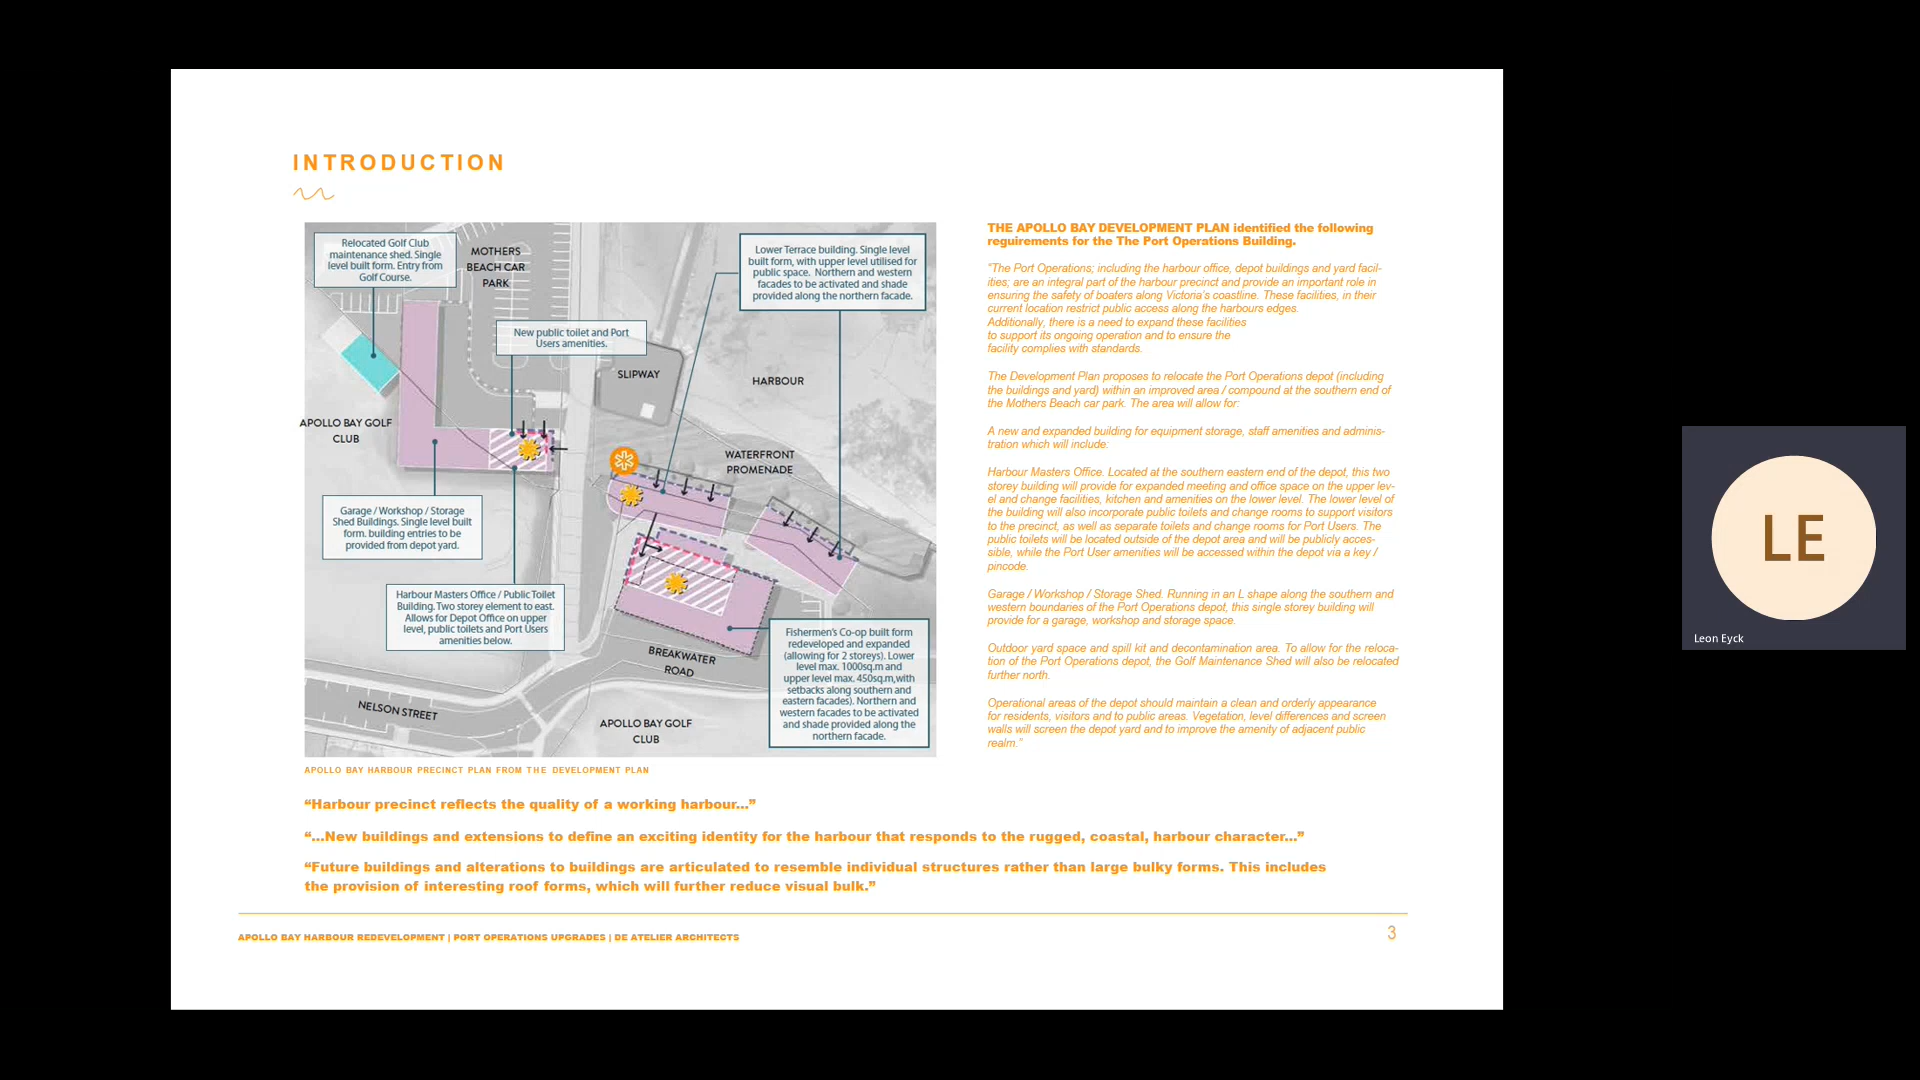 INTRODUCTION
Relocated Golf Club
maintenance shed. Single
level built form. Entry from
Golf Course.
MOTHERS
BEACH CAR
PARK
Lower Terrace building. Single level
built form, with upper level utilised for
public space. Northern and western
facades to be activated and shade
provided along the northern facade.
New public toilet and Port
Users amenities.
SLIPWAY
HARBOUR
APOLLO BAY GOLF
CLUB
WATERFRONT
PROMENADE
Garage / Workshop / Storage
Shed Buildings. Single level built
form. building entries to be
provided from depot yard.
Harbour Masters Office / Public Toilet
Building. Two storey element to east.
Allows for Depot Office on upper
level, public toilets and Port Users
amenities below.
Fishermen's Co-op built form
redeveloped and expanded
(allowing for 2 storeys). Lower
level max. 1000sq.m and
upper level max. 450sq.m,with
setbacks along southern and
eastern facades). Northern and
western facades to be activated
and shade provided along the
northern facade.
BREAKWATER
ROAD
NELSON STREET
APOLLO BAY GOLF
CLUB
APOLLO BAY HARBOUR PRECINCT PLAN FROM THE DEVELOPMENT PLAN
THE APOLLO BAY DEVELOPMENT PLAN identified the following
requirements for the The Port Operations Building.
"The Port Operations; including the harbour office, depot buildings and yard facil-
ities; are an integral part of the harbour precinct and provide an important role in
ensuring the safety of boaters along Victoria's coastline. These facilities, in their
current location restrict public access along the harbours edges.
Additionally, there is a need to expand these facilities
to support its ongoing operation and to ensure the
facility complies with standards.
The Development Plan proposes to relocate the Port Operations depot (including
the buildings and yard) within an improved area / compound at the southern end of
the Mothers Beach car park. The area will allow for:
A new and expanded building for equipment storage, staff amenities and adminis-
tration which will include:
Harbour Masters Office. Located at the southern eastern end of the depot, this two
storey building will provide for expanded meeting and office space on the upper lev-
el and change facilities, kitchen and amenities on the lower level. The lower level of
the building will also incorporate public toilets and change rooms to support visitors
to the precinct, as well as separate toilets and change rooms for Port Users. The
public toilets will be located outside of the depot area and will be publicly acces-
sible, while the Port User amenities will be accessed within the depot via a key /
pincode.
Garage / Workshop / Storage Shed. Running in an L shape along the southern and
western boundaries of the Port Operations depot, this single storey building will
provide for a garage, workshop and storage space.
Outdoor yard space and spill kit and decontamination area. To allow for the reloca-
tion of the Port Operations depot, the Golf Maintenance Shed will also be relocated
further north.
Operational areas of the depot should maintain a clean and orderly appearance
for residents, visitors and to public areas. Vegetation, level differences and screen
walls will screen the depot yard and to improve the amenity of adjacent public
realm."
“Harbour precinct reflects the quality of a working harbour...”
“...New buildings and extensions to define an exciting identity for the harbour that responds to the rugged, coastal, harbour character...”
“Future buildings and alterations to buildings are articulated to resemble individual structures rather than large bulky forms. This includes
the provision of interesting roof forms, which will further reduce visual bulk.”
APOLLO BAY HARBOUR REDEVELOPMENT | PORT OPERATIONS UPGRADES | DE ATELIER ARCHITECTS
3
LE
Leon Eyck